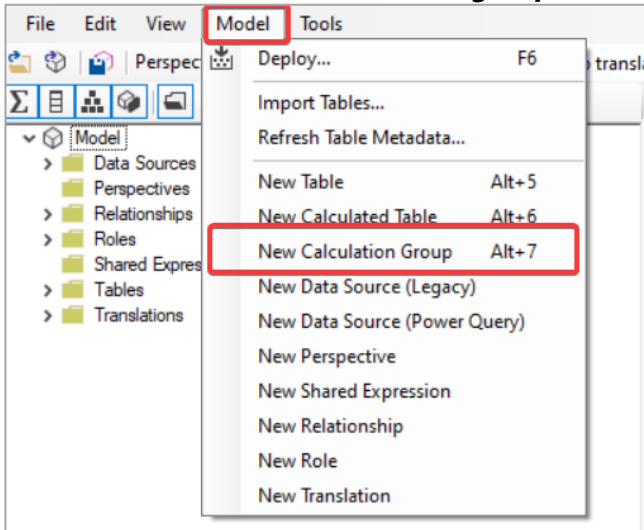 File Edit View Model Tools
Perspec
Deploy... F6
transla
Import Tables...
Model
Refresh Table Metadata...
Data Sources
Perspectives
New Table Alt+5
Relationships
New Calculated Table Alt+6
Roles
New Calculation Group Alt+7
Shared Expres
Tables
New Data Source (Legacy)
Translations
New Data Source (Power Query)
New Perspective
New Shared Expression
New Relationship
New Role
New Translation